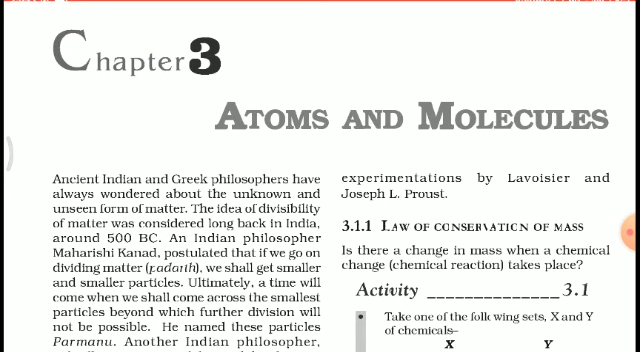 Chapter 3
ATOMS AND MOLECULES
Ancient Indian and Greek philosophers have
always wondered about the unknown and
unseen form of matter. The idea of divisibility
of matter was considered long back in India,
around 500 BC. An Indian philosopher
Maharishi Kanad, postulated that if we go on
dividing matter (padarth), we shall get smaller
and smaller particles. Ultimately, a time will
come when we shall come across the smallest
particles beyond which further division will
not be possible. He named these particles
Parmanu. Another Indian philosopher,
experimentations by Lavoisier and
Joseph L. Proust.
3.1.1 LAW OF CONSERVATION OF MASS
Is there a change in mass when a chemical
change (chemical reaction) takes place?
Activity ______________ 3.1
• Take one of the following sets, X and Y
of chemicals–
X Y